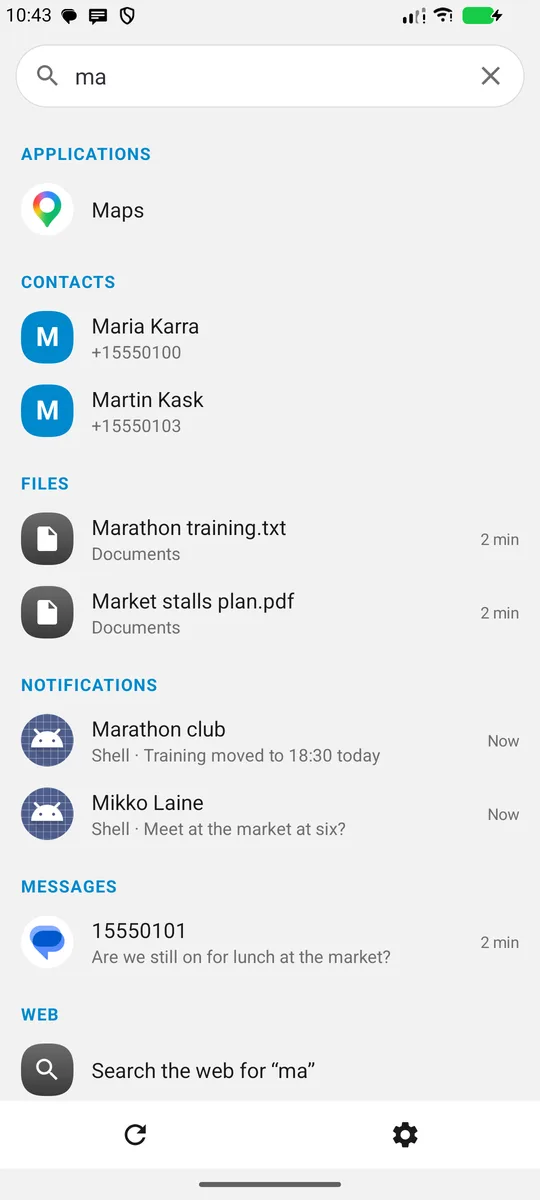 10:43
ma
APPLICATIONS
Maps
CONTACTS
M
Maria Karra
+15550100
M
Martin Kask
+15550103
FILES
Marathon training.txt
Documents
2 min
Market stalls plan.pdf
Documents
2 min
NOTIFICATIONS
Marathon club
Shell · Training moved to 18:30 today
Now
Mikko Laine
Shell · Meet at the market at six?
Now
MESSAGES
15550101
Are we still on for lunch at the market?
2 min
WEB
Search the web for “ma”